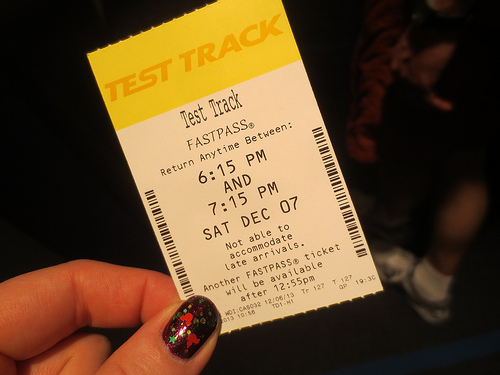 TEST TRACK
Test Track
FASTPASS®
Return Anytime Between:
6:15 PM
AND
7:15 PM
SAT DEC 07
Not able to
accommodate
late arrivals.
Another FASTPASS® ticket
will be available
after 12:55pm